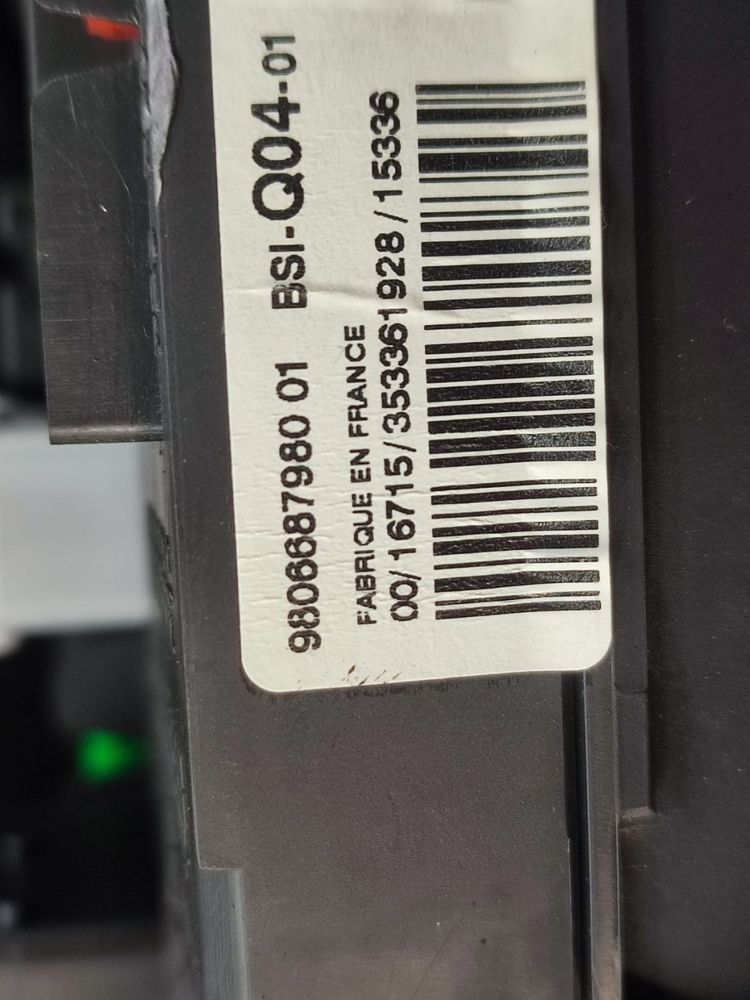 9806687980 01 BSI-Q04-01
FABRIQUE EN FRANCE
00/16715/353361928/15336